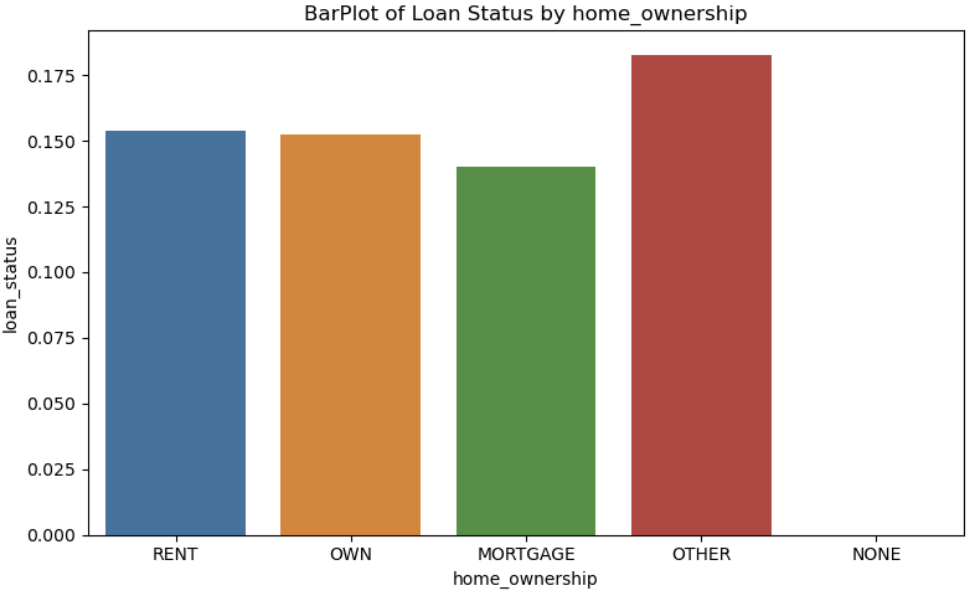 BarPlot of Loan Status by home_ownership
loan_status
0.175
0.150
0.125
0.100
0.075
0.050
0.025
0.000
RENT OWN MORTGAGE OTHER NONE
home_ownership